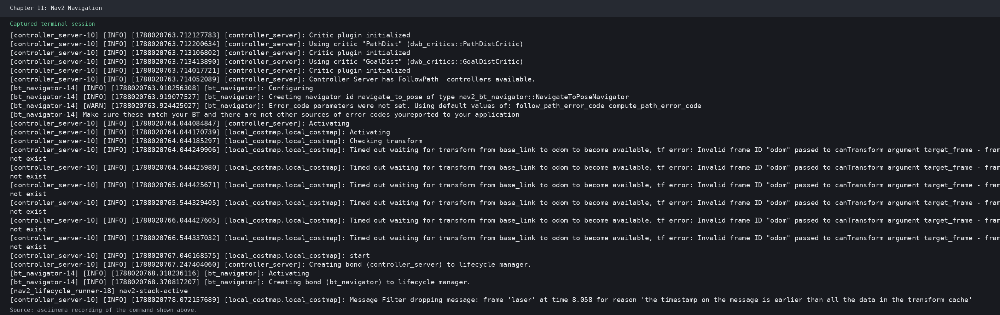 Chapter 11: Nav2 Navigation
Captured terminal session
[controller_server-10] [INFO] [1788020763.712127783] [controller_server]: Critic plugin initialized
[controller_server-10] [INFO] [1788020763.712200634] [controller_server]: Using critic "PathDist" (dwb_critics::PathDistCritic)
[controller_server-10] [INFO] [1788020763.713106802] [controller_server]: Critic plugin initialized
[controller_server-10] [INFO] [1788020763.713413890] [controller_server]: Using critic "GoalDist" (dwb_critics::GoalDistCritic)
[controller_server-10] [INFO] [1788020763.714017721] [controller_server]: Critic plugin initialized
[controller_server-10] [INFO] [1788020763.714052089] [controller_server]: Controller Server has FollowPath  controllers available.
[bt_navigator-14] [INFO] [1788020763.910256308] [bt_navigator]: Configuring
[bt_navigator-14] [INFO] [1788020763.919077527] [bt_navigator]: Creating navigator id navigate_to_pose of type nav2_bt_navigator::NavigateToPoseNavigator
[bt_navigator-14] [WARN] [1788020763.924425027] [bt_navigator]: Error_code parameters were not set. Using default values of: follow_path_error_code compute_path_error_code
[bt_navigator-14] Make sure these match your BT and there are not other sources of error codes youreported to your application
[controller_server-10] [INFO] [1788020764.044084847] [controller_server]: Activating
[controller_server-10] [INFO] [1788020764.044170739] [local_costmap.local_costmap]: Activating
[controller_server-10] [INFO] [1788020764.044185297] [local_costmap.local_costmap]: Checking transform
[controller_server-10] [INFO] [1788020764.044249906] [local_costmap.local_costmap]: Timed out waiting for transform from base_link to odom to become available, tf error: Invalid frame ID "odom" passed to canTransform argument target_frame - fram
not exist
[controller_server-10] [INFO] [1788020764.544425980] [local_costmap.local_costmap]: Timed out waiting for transform from base_link to odom to become available, tf error: Invalid frame ID "odom" passed to canTransform argument target_frame - fram
not exist
[controller_server-10] [INFO] [1788020765.044425671] [local_costmap.local_costmap]: Timed out waiting for transform from base_link to odom to become available, tf error: Invalid frame ID "odom" passed to canTransform argument target_frame - fram
not exist
[controller_server-10] [INFO] [1788020765.544329405] [local_costmap.local_costmap]: Timed out waiting for transform from base_link to odom to become available, tf error: Invalid frame ID "odom" passed to canTransform argument target_frame - fram
not exist
[controller_server-10] [INFO] [1788020766.044427605] [local_costmap.local_costmap]: Timed out waiting for transform from base_link to odom to become available, tf error: Invalid frame ID "odom" passed to canTransform argument target_frame - fram
not exist
[controller_server-10] [INFO] [1788020766.544337032] [local_costmap.local_costmap]: Timed out waiting for transform from base_link to odom to become available, tf error: Invalid frame ID "odom" passed to canTransform argument target_frame - fram
not exist
[controller_server-10] [INFO] [1788020767.046168575] [local_costmap.local_costmap]: start
[controller_server-10] [INFO] [1788020767.247404060] [controller_server]: Creating bond (controller_server) to lifecycle manager.
[bt_navigator-14] [INFO] [1788020768.318236116] [bt_navigator]: Activating
[bt_navigator-14] [INFO] [1788020768.370817207] [bt_navigator]: Creating bond (bt_navigator) to lifecycle manager.
[nav2_lifecycle_runner-18] nav2-stack-active
[controller_server-10] [INFO] [1788020778.072157689] [local_costmap.local_costmap]: Message Filter dropping message: frame 'laser' at time 8.058 for reason 'the timestamp on the message is earlier than all the data in the transform cache'
Source: asciinema recording of the command shown above.